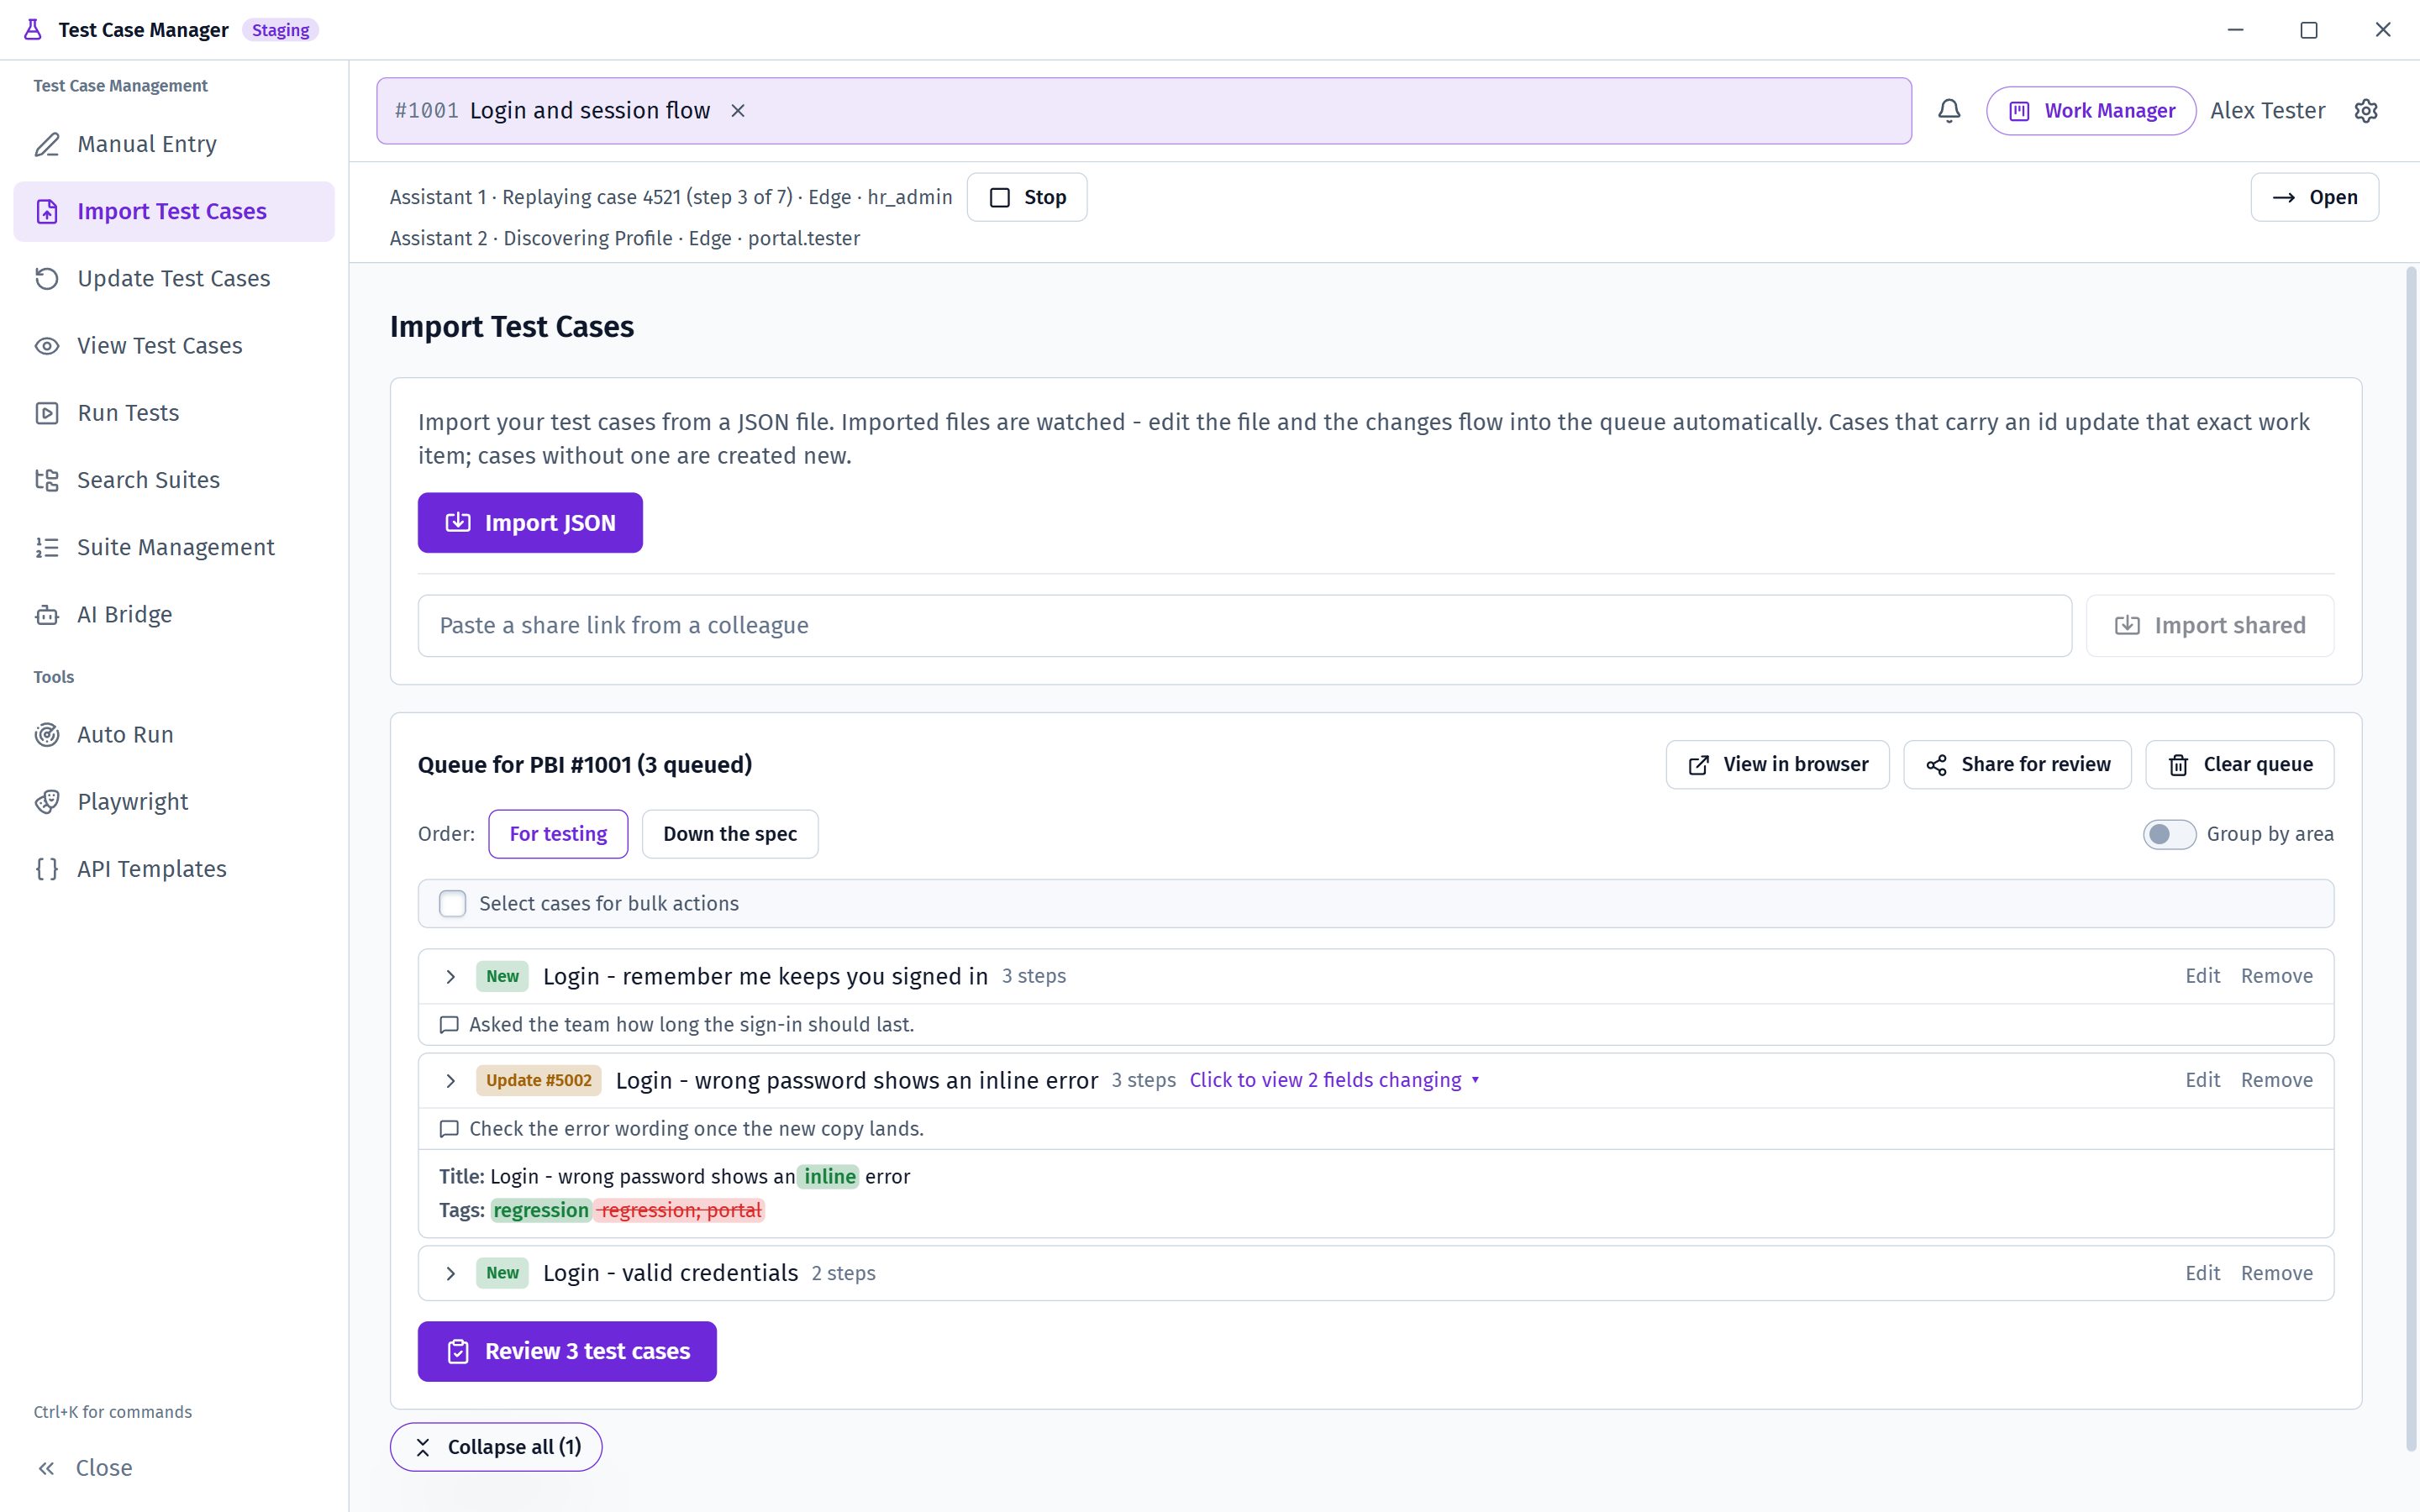 Test Case Manager Staging
Test Case Management
Manual Entry
Import Test Cases
Update Test Cases
View Test Cases
Run Tests
Search Suites
Suite Management
AI Bridge
Tools
Auto Run
Playwright
API Templates
Ctrl+K for commands
Close
#1001 Login and session flow
Work Manager
Alex Tester
Assistant 1 · Replaying case 4521 (step 3 of 7) · Edge · hr_admin Stop Open
Assistant 2 · Discovering Profile · Edge · portal.tester
Import Test Cases
Import your test cases from a JSON file. Imported files are watched - edit the file and the changes flow into the queue automatically. Cases that carry an id update that exact work
item; cases without one are created new.
Import JSON
Paste a share link from a colleague Import shared
Queue for PBI #1001 (3 queued) View in browser Share for review Clear queue
Order: For testing Down the spec Group by area
Select cases for bulk actions
New Login - remember me keeps you signed in 3 steps Edit Remove
Asked the team how long the sign-in should last.
Update #5002 Login - wrong password shows an inline error 3 steps Click to view 2 fields changing ▾ Edit Remove
Check the error wording once the new copy lands.
Title: Login - wrong password shows an inline error
Tags: regression regression; portal
New Login - valid credentials 2 steps Edit Remove
Review 3 test cases
Collapse all (1)